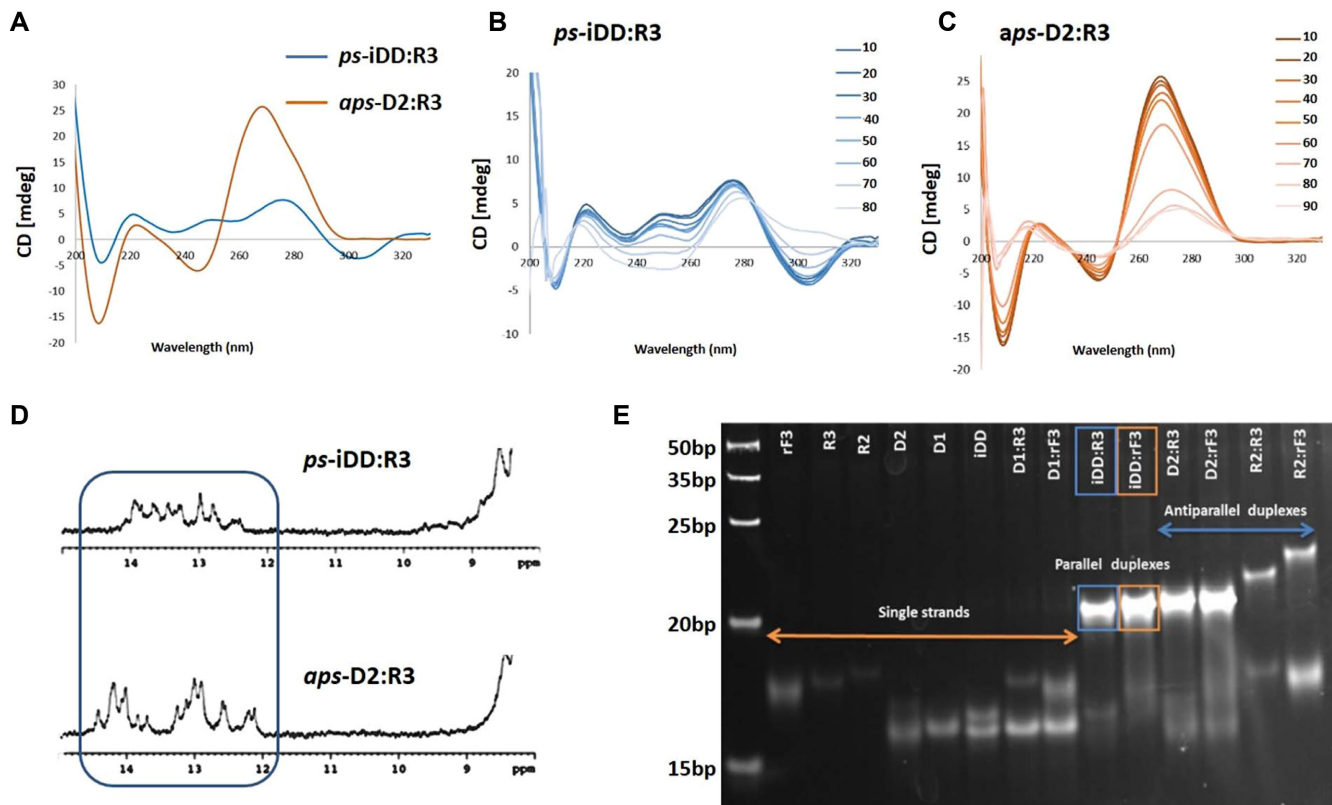 A
ps-iDD:R3
aps-D2:R3
30
25
20
15
10
5
0
-5
-10
-15
-20
200
220
240
260
280
300
320
CD [mdeg]
Wavelength (nm)
B
ps-iDD:R3
10
20
30
40
50
60
70
80
20
15
10
5
0
-5
-10
200
220
240
260
280
300
320
CD [mdeg]
Wavelength (nm)
C
aps-D2:R3
10
20
30
40
50
60
70
80
90
25
20
15
10
5
0
-5
-10
-15
-20
200
220
240
260
280
300
320
CD [mdeg]
Wavelength (nm)
D
ps-iDD:R3
14 13 12 11 10 9 ppm
aps-D2:R3
14 13 12 11 10 9 ppm
E
50bp
35bp
25bp
20bp
15bp
rF3
R3
R2
D2
D1
iDD
D1:R3
D1:rF3
iDD:R3
iDD:rF3
D2:R3
D2:rF3
R2:R3
R2:rF3
Antiparallel duplexes
Parallel duplexes
Single strands